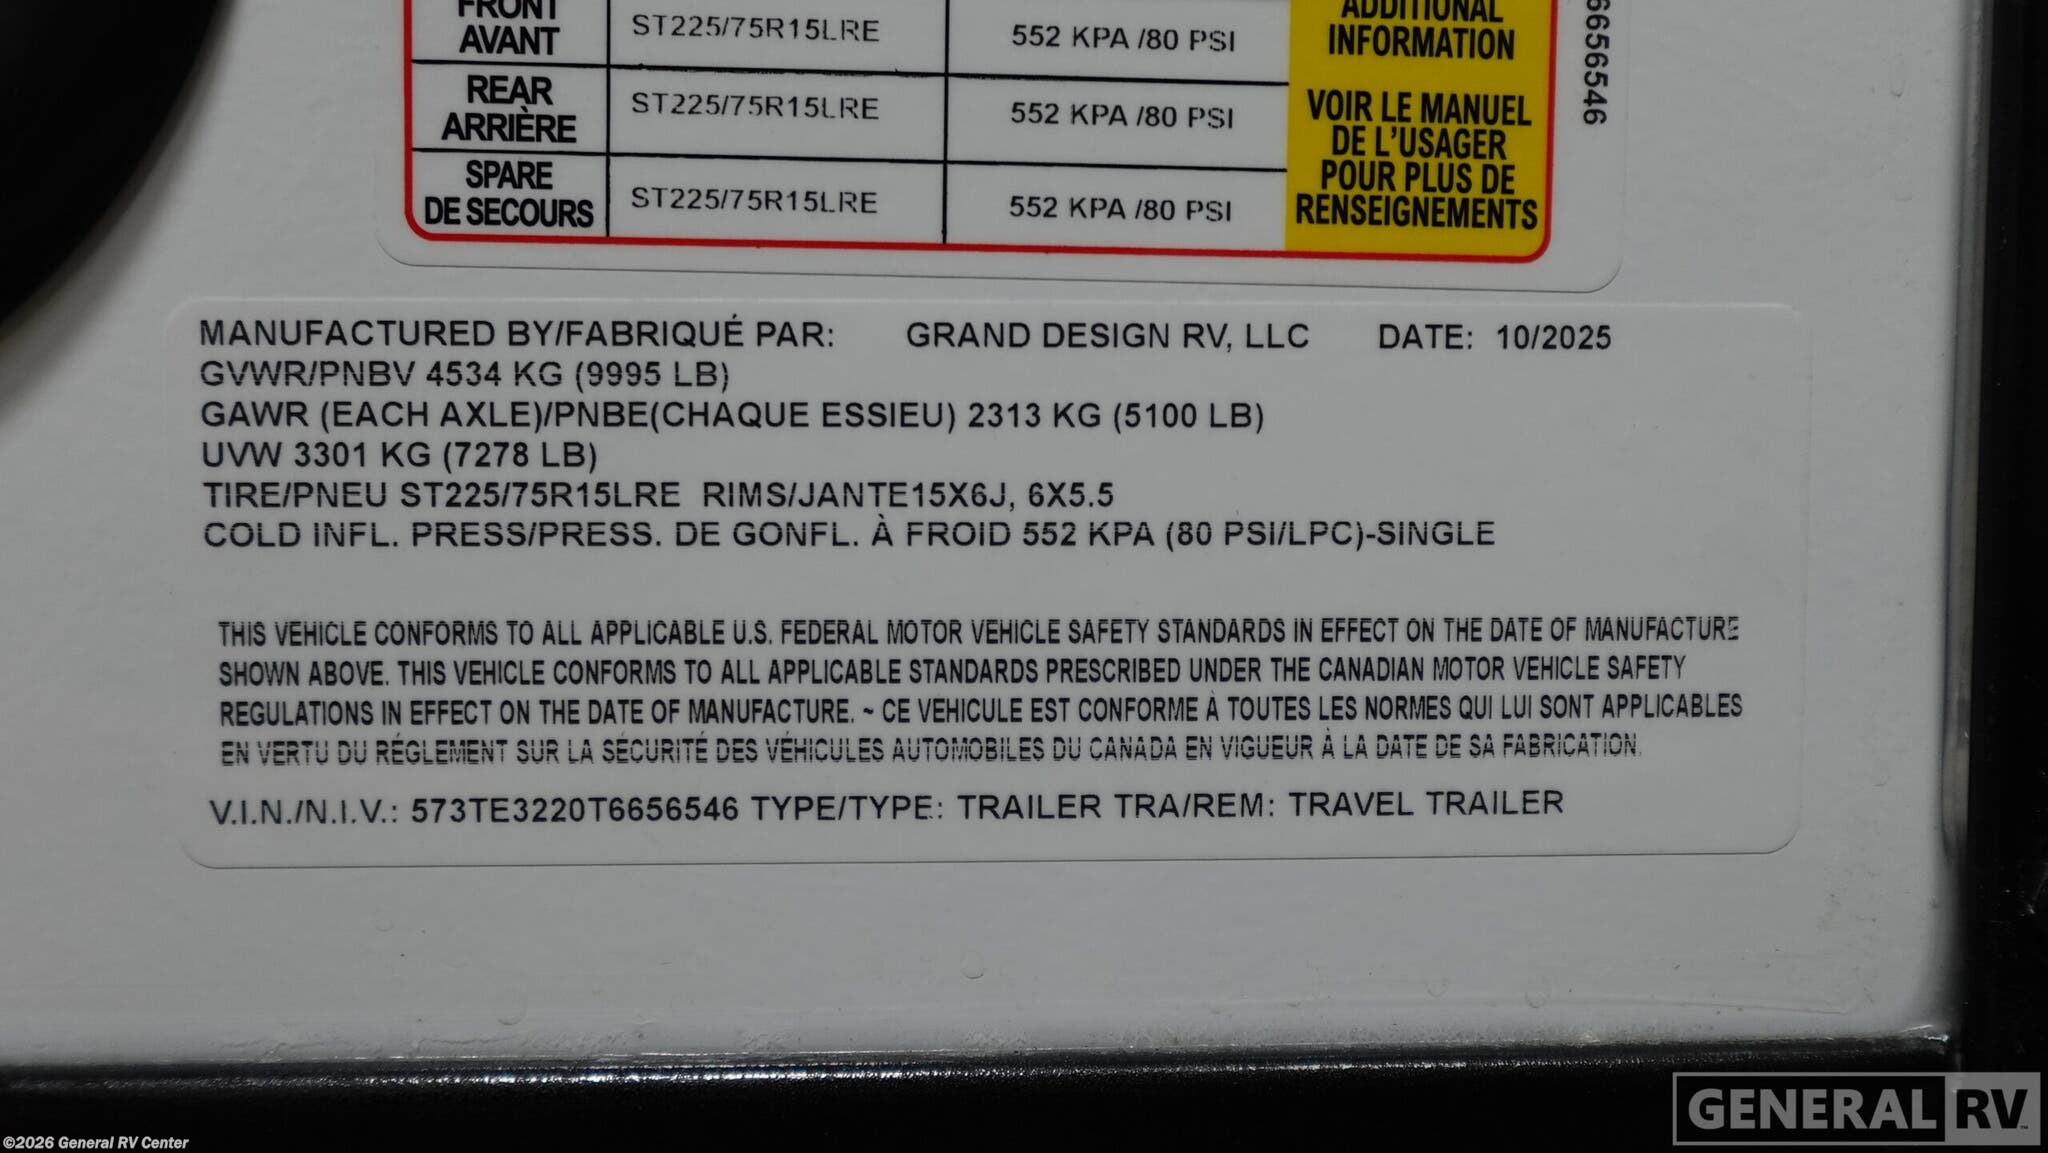 FRONT
AVANT
ST225/75R15LRE
552 KPA /80 PSI
ADDITIONAL
INFORMATION
REAR
ARRIÈRE
ST225/75R15LRE
552 KPA /80 PSI
VOIR LE MANUEL
DE L'USAGER
POUR PLUS DE
RENSEIGNEMENTS
SPARE
DE SECOURS
ST225/75R15LRE
552 KPA /80 PSI
6656546
MANUFACTURED BY/FABRIQUÉ PAR: GRAND DESIGN RV, LLC DATE: 10/2025
GVWR/PNBV 4534 KG (9995 LB)
GAWR (EACH AXLE)/PNBE(CHAQUE ESSIEU) 2313 KG (5100 LB)
UVW 3301 KG (7278 LB)
TIRE/PNEU ST225/75R15LRE RIMS/JANTE15X6J, 6X5.5
COLD INFL. PRESS/PRESS. DE GONFL. À FROID 552 KPA (80 PSI/LPC)-SINGLE
THIS VEHICLE CONFORMS TO ALL APPLICABLE U.S. FEDERAL MOTOR VEHICLE SAFETY STANDARDS IN EFFECT ON THE DATE OF MANUFACTURE
SHOWN ABOVE. THIS VEHICLE CONFORMS TO ALL APPLICABLE STANDARDS PRESCRIBED UNDER THE CANADIAN MOTOR VEHICLE SAFETY
REGULATIONS IN EFFECT ON THE DATE OF MANUFACTURE. ~ CE VEHICULE EST CONFORME À TOUTES LES NORMES QUI LUI SONT APPLICABLES
EN VERTU DU RÉGLEMENT SUR LA SÉCURITÉ DES VÉHICULES AUTOMOBILES DU CANADA EN VIGUEUR À LA DATE DE SA FABRICATION.
V.I.N./N.I.V.: 573TE3220T6656546 TYPE/TYPE: TRAILER TRA/REM: TRAVEL TRAILER
GENERAL RV
©2026 General RV Center